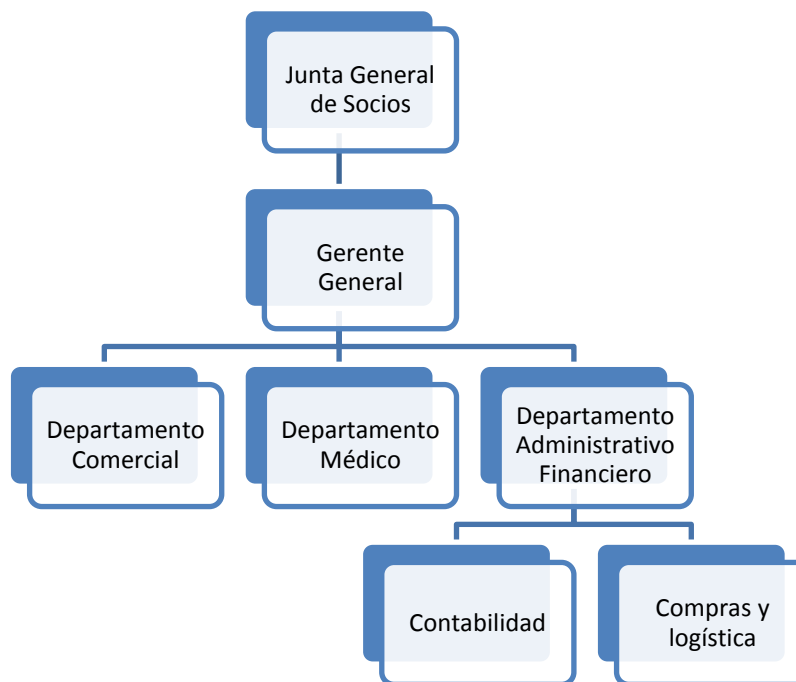 Junta General
de Socios
Gerente
General
Departamento
Comercial
Departamento
Médico
Departamento
Administrativo
Financiero
Contabilidad
Compras y
logística